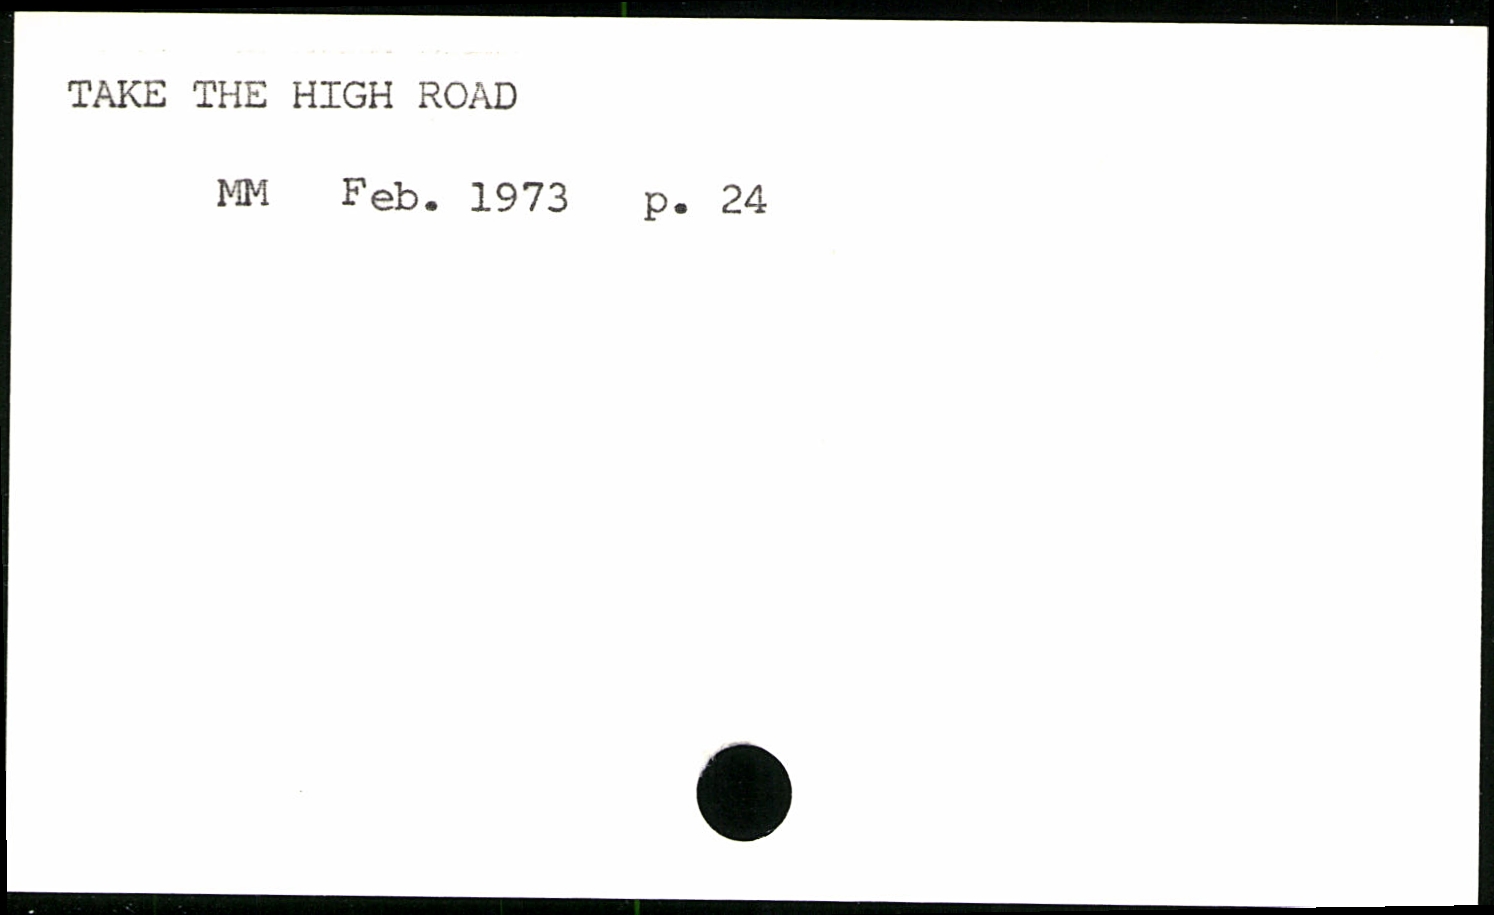 TAKE THE HIGH ROAD
MM Feb. 1973 p. 24